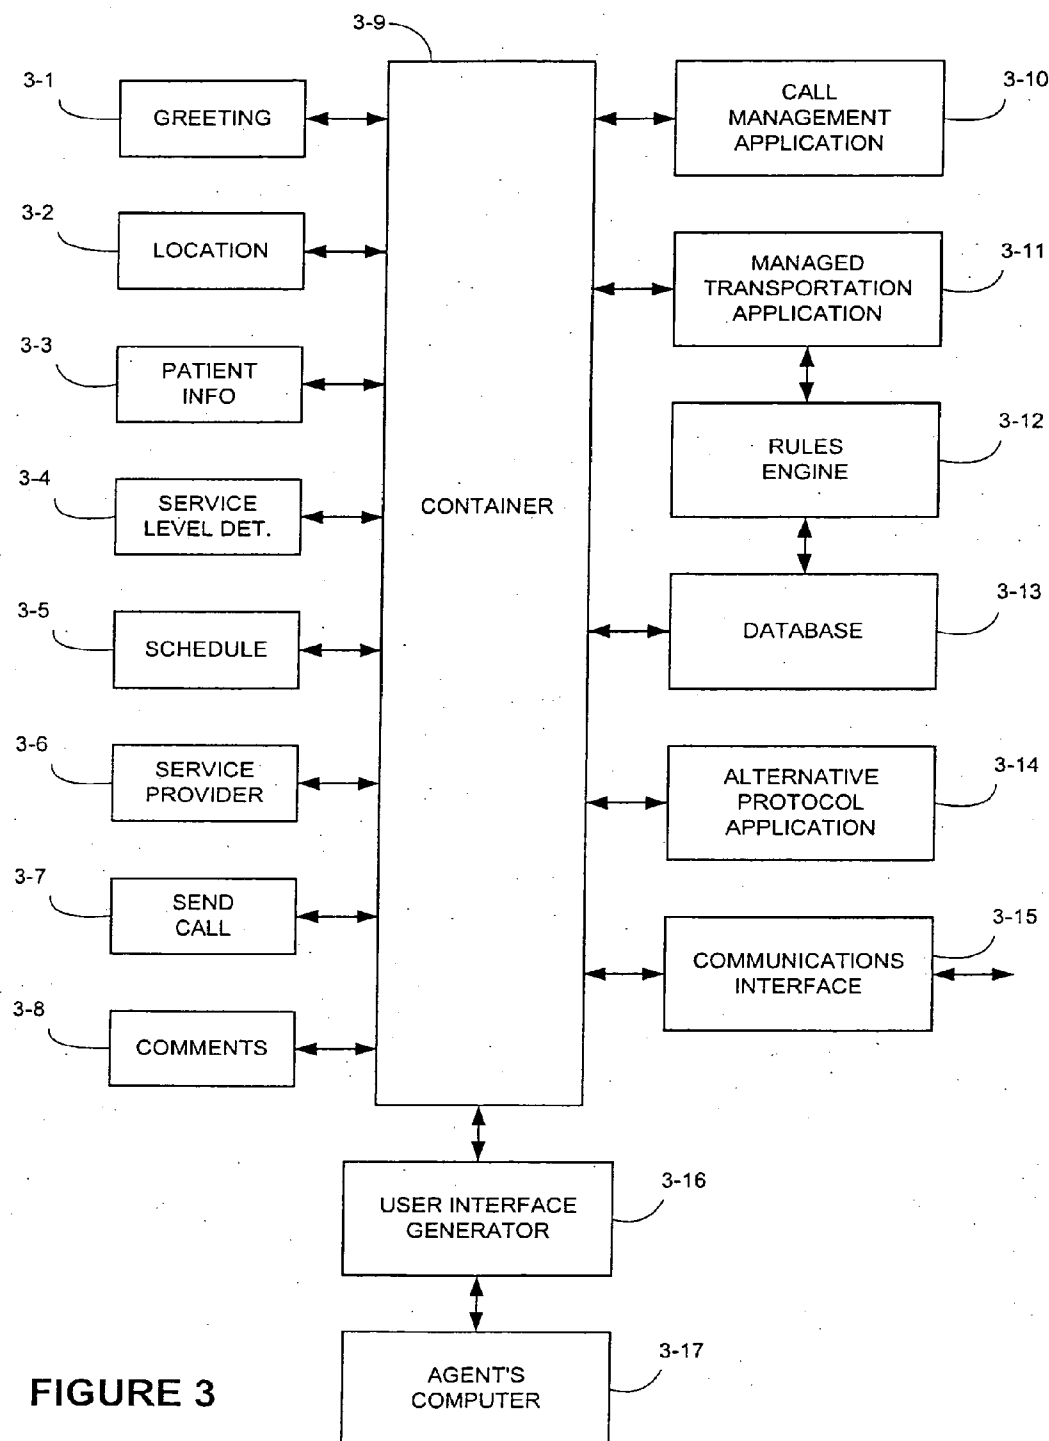 3-9
3-1
GREETING
3-2
LOCATION
3-3
PATIENT
INFO
3-4
SERVICE
LEVEL DET.
3-5
SCHEDULE
3-6
SERVICE
PROVIDER
3-7
SEND
CALL
3-8
COMMENTS
CONTAINER
CALL
MANAGEMENT
APPLICATION
3-10
MANAGED
TRANSPORTATION
APPLICATION
3-11
RULES
ENGINE
3-12
DATABASE
3-13
ALTERNATIVE
PROTOCOL
APPLICATION
3-14
COMMUNICATIONS
INTERFACE
3-15
USER INTERFACE
GENERATOR
3-16
AGENT'S
COMPUTER
3-17
FIGURE 3